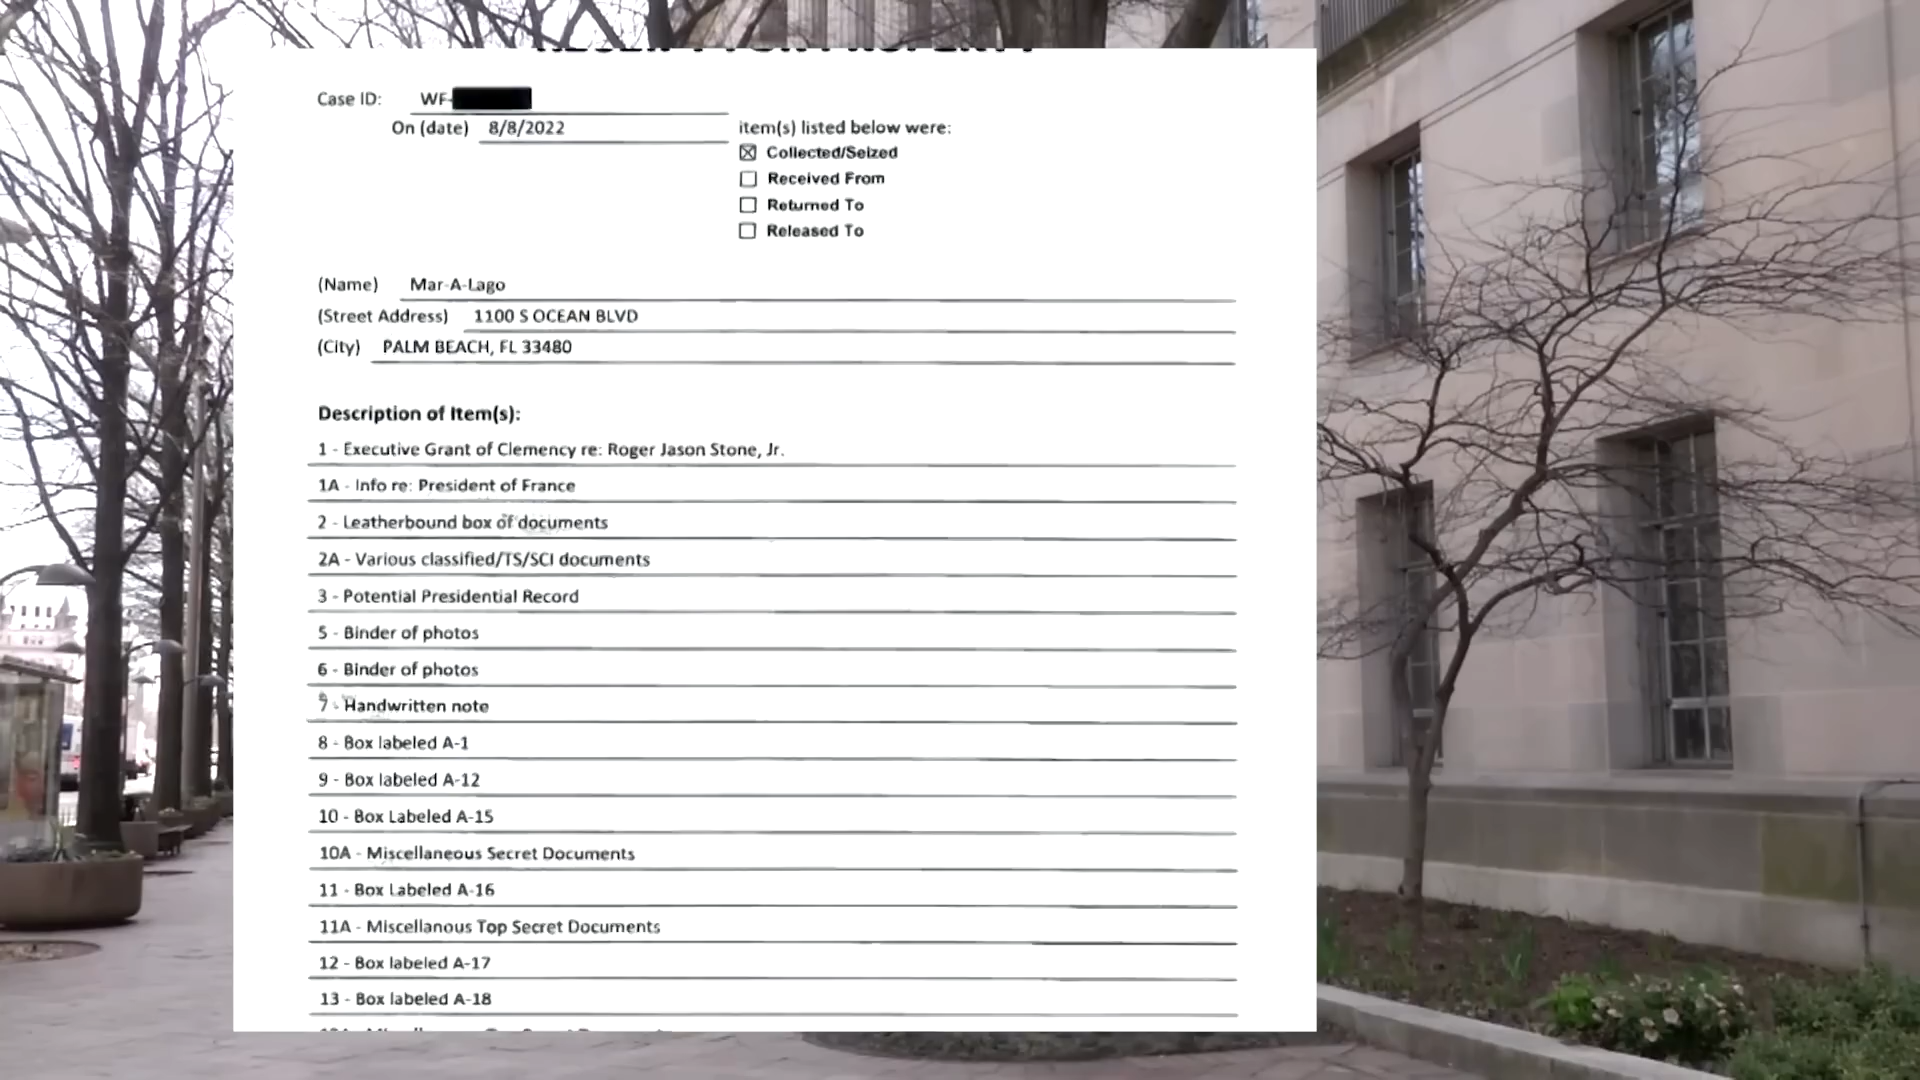 Case ID: WF-
On (date) 8/8/2022 item(s) listed below were:
☒ Collected/Seized
☐ Received From
☐ Returned To
☐ Released To
(Name) Mar-A-Lago
(Street Address) 1100 S OCEAN BLVD
(City) PALM BEACH, FL 33480
Description of Item(s):
1 - Executive Grant of Clemency re: Roger Jason Stone, Jr.
1A - Info re: President of France
2 - Leatherbound box of documents
2A - Various classified/TS/SCI documents
3 - Potential Presidential Record
5 - Binder of photos
6 - Binder of photos
7 - Handwritten note
8 - Box labeled A-1
9 - Box labeled A-12
10 - Box Labeled A-15
10A - Miscellaneous Secret Documents
11 - Box Labeled A-16
11A - Miscellanous Top Secret Documents
12 - Box labeled A-17
13 - Box labeled A-18